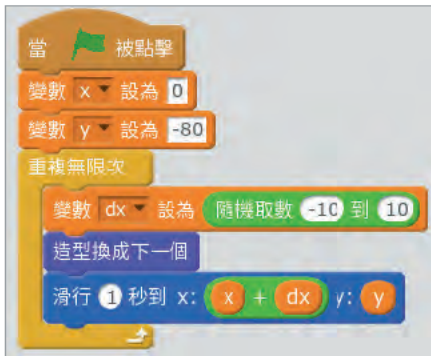 當 被點擊
變數 x 設為 0
變數 y 設為 -80
重複無限次
變數 dx 設為 隨機取數 -10 到 10
造型換成下一個
滑行 1 秒到 x: x + dx y: y